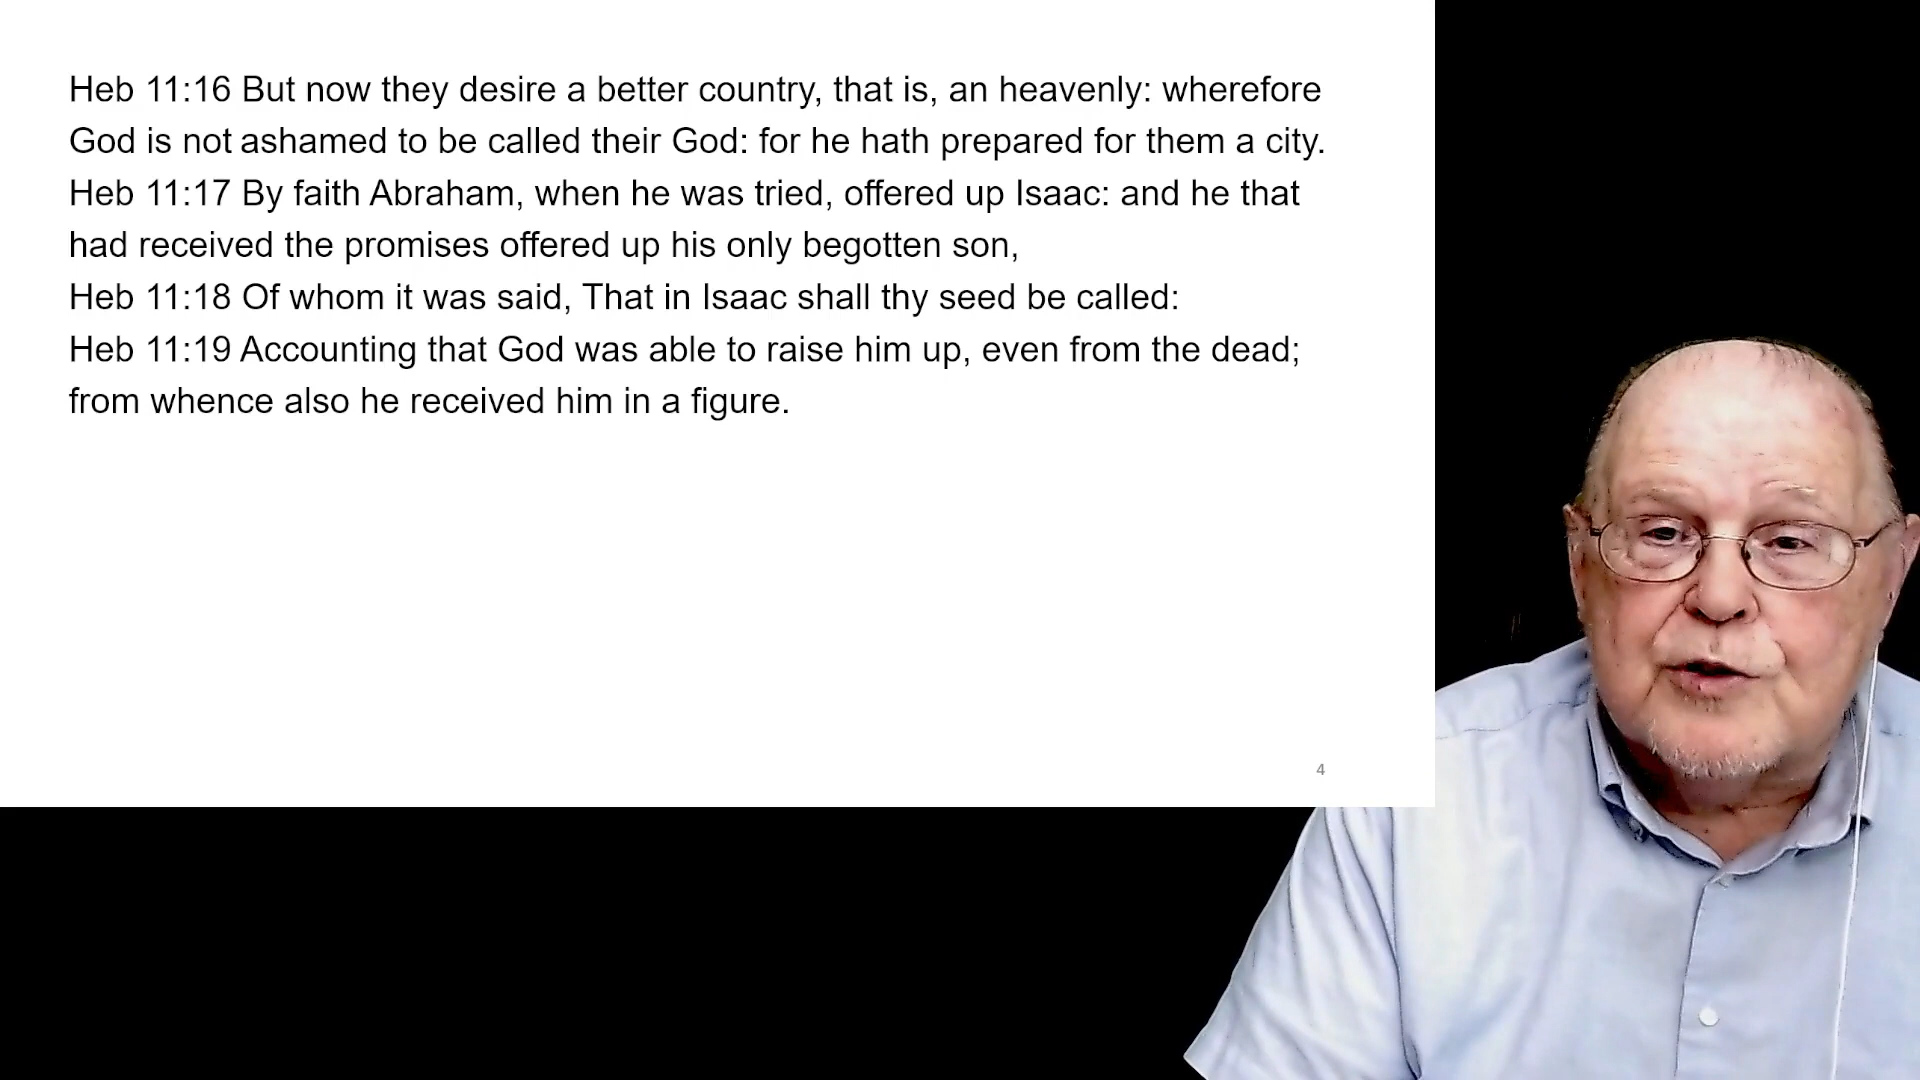 Heb 11:16 But now they desire a better country, that is, an heavenly: wherefore
God is not ashamed to be called their God: for he hath prepared for them a city.
Heb 11:17 By faith Abraham, when he was tried, offered up Isaac: and he that
had received the promises offered up his only begotten son,
Heb 11:18 Of whom it was said, That in Isaac shall thy seed be called:
Heb 11:19 Accounting that God was able to raise him up, even from the dead;
from whence also he received him in a figure.
4